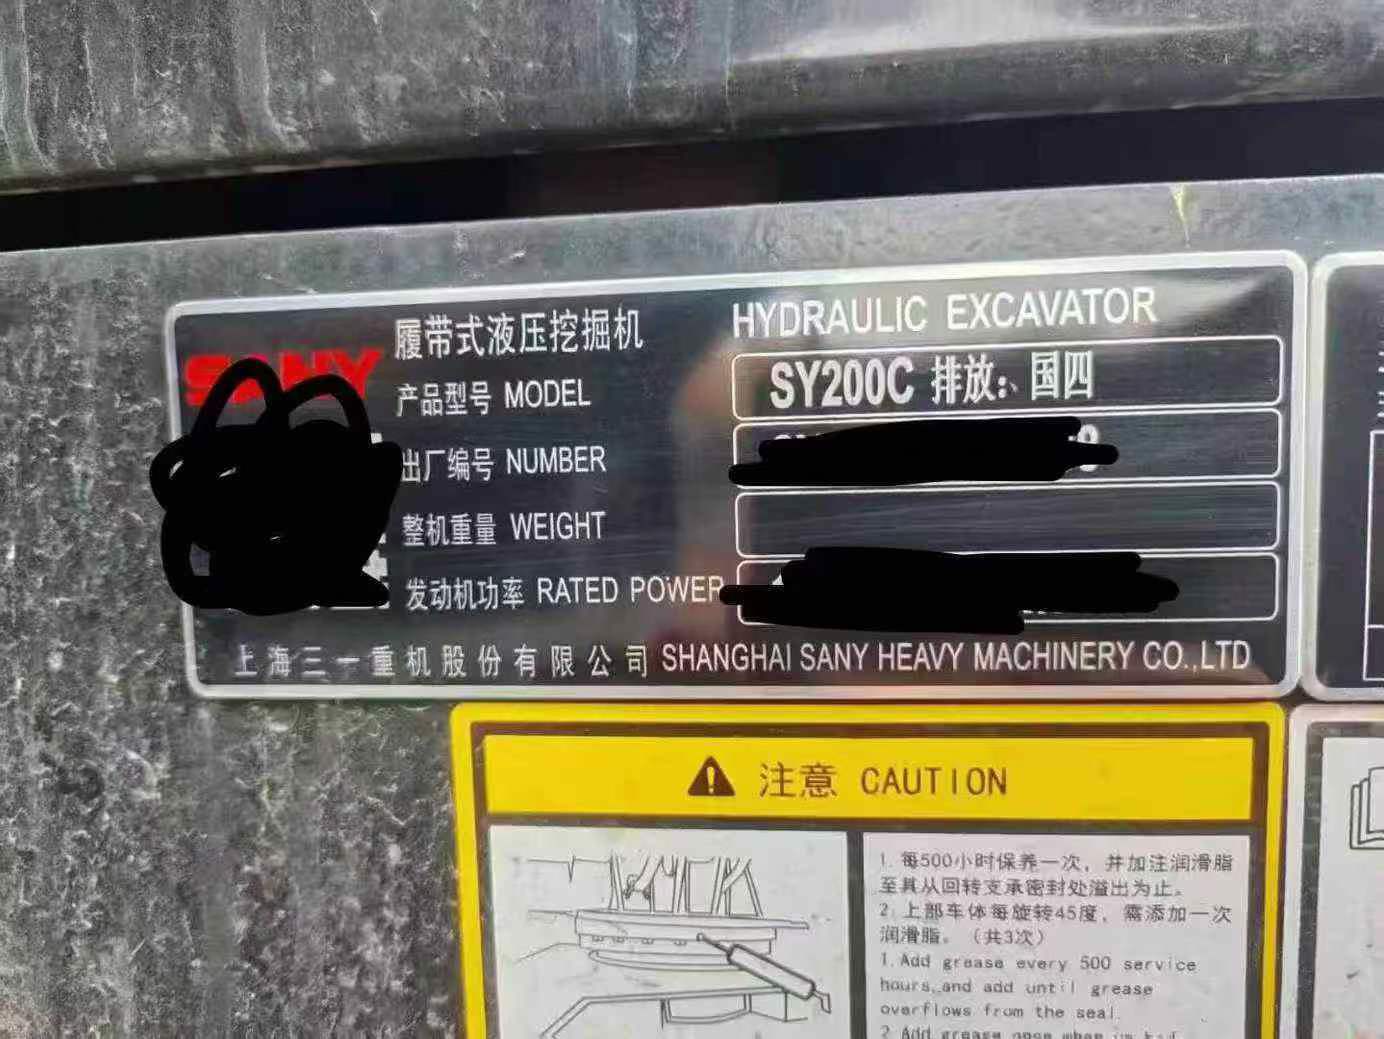 SANY
履带式液压挖掘机 HYDRAULIC EXCAVATOR
产品型号 MODEL SY200C 排放:、国四
出厂编号 NUMBER
整机重量 WEIGHT
发动机功率 RATED POWER
上海三一重机股份有限公司 SHANGHAI SANY HEAVY MACHINERY CO.,LTD
注意 CAUTION
1. 每500小时保养一次，并加注润滑脂
至其从回转支承密封处溢出为止。
2. 上部车体每旋转45度，需添加一次
润滑脂。（共3次）
1. Add grease every 500 service
hours, and add until grease
overflows from the seal.
2 Add grease once when